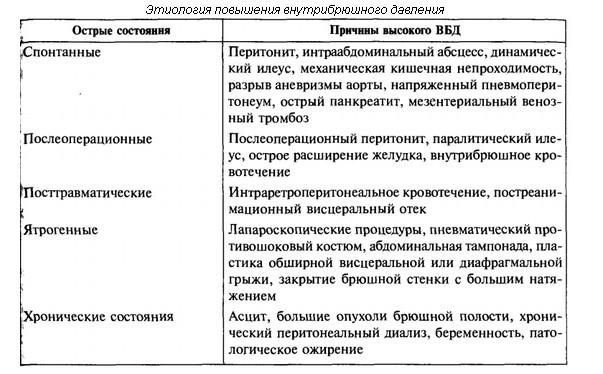 Этиология повышения внутрибрюшного давления
Острые состояния
Причины высокого ВБД
Спонтанные
Перитонит, интраабдоминальный абсцесс, динамичес-
кий илеус, механическая кишечная непроходимость,
разрыв аневризмы аорты, напряженный пневмопери-
тонеум, острый панкреатит, мезентериальный веноз-
ный тромбоз
Послеоперационные
Послеоперационный перитонит, паралитический иле-
ус, острое расширение желудка, внутрибрюшное кро-
вотечение
Посттравматические
Интраретроперитонеальное кровотечение, постреани-
мационный висцеральный отек
Ятрогенные
Лапароскопические процедуры, пневматический про-
тивошоковый костюм, абдоминальная тампонада, пла-
стика обширной висцеральной или диафрагмальной
грыжи, закрытие брюшной стенки с большим натя-
жением
Хронические состояния
Асцит, большие опухоли брюшной полости, хрони-
ческий перитонеальный диализ, беременность, пато-
логическое ожирение